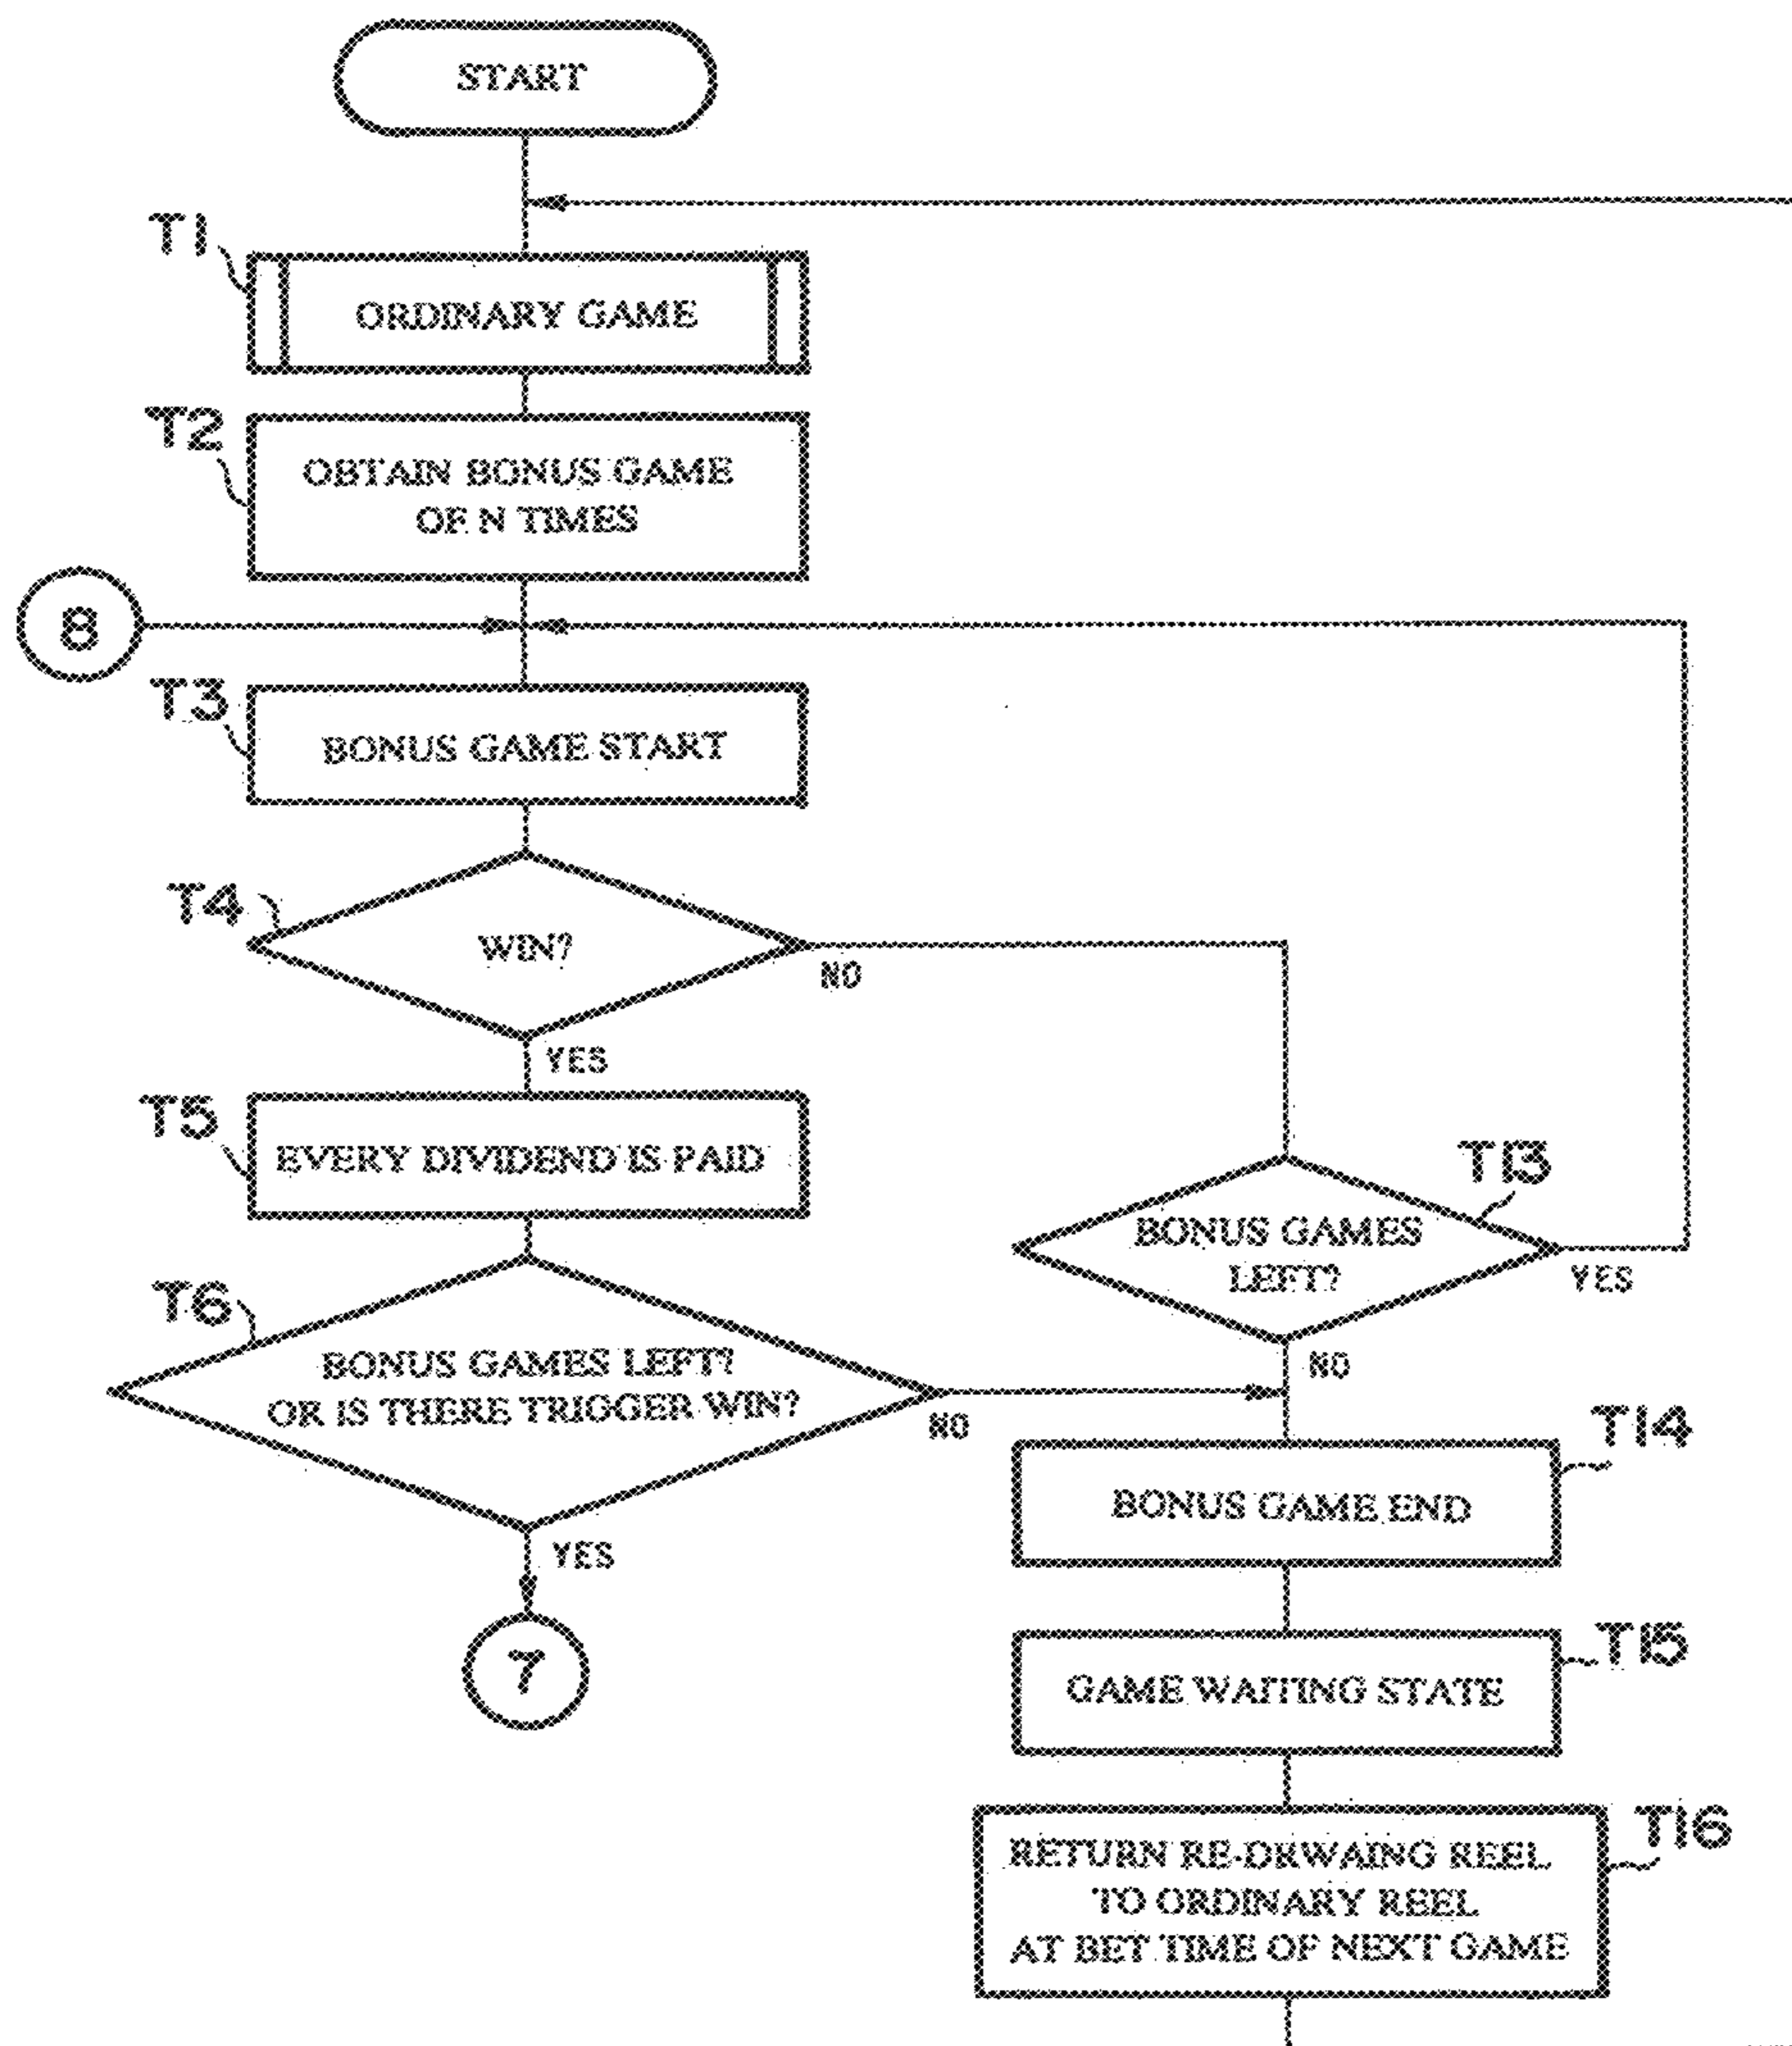 START
T1
ORDINARY GAME
T2
OBTAIN BONUS GAME
OF N TIMES
8
T3
BONUS GAME START
T4
WIN?
NO
YES
T5
EVERY DIVIDEND IS PAID
T6
BONUS GAMES LEFT?
OR IS THERE TRIGGER WIN?
NO
YES
7
T13
BONUS GAMES
LEFT?
YES
NO
T14
BONUS GAME END
T15
GAME WAITING STATE
T16
RETURN RE-DRWAING REEL
TO ORDINARY REEL
AT BET TIME OF NEXT GAME